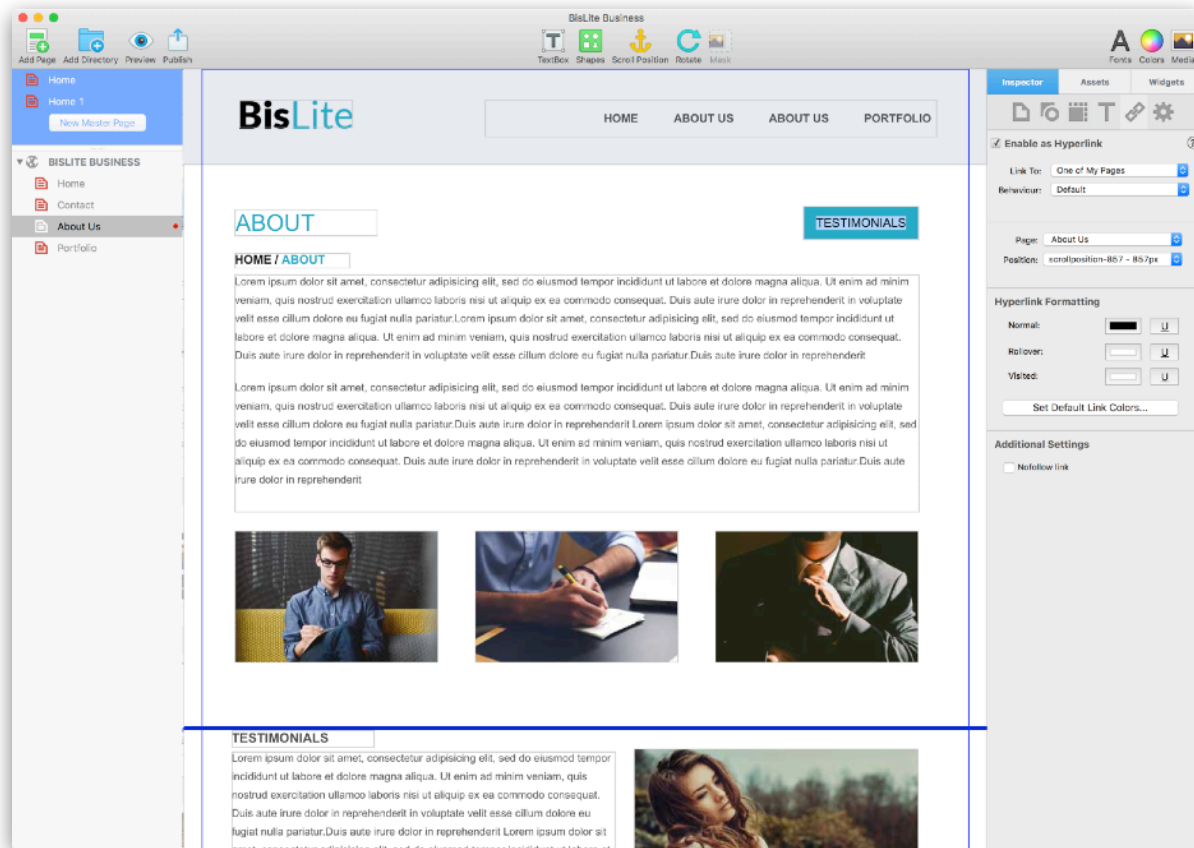 BisLite Business
Add Page Add Directory Preview Publish
TextBox Shapes Scroll Position Rotate Mask
Fonts Colors Media
Home
Home 1
New Master Page
BISLITE BUSINESS
Home
Contact
About Us
Portfolio
BisLite
HOME ABOUT US ABOUT US PORTFOLIO
ABOUT
TESTIMONIALS
HOME / ABOUT
Lorem ipsum dolor sit amet, consectetur adipisicing elit, sed do eiusmod tempor incididunt ut labore et dolore magna aliqua. Ut enim ad minim
veniam, quis nostrud exercitation ullamco laboris nisi ut aliquip ex ea commodo consequat. Duis aute irure dolor in reprehenderit in voluptate
velit esse cillum dolore eu fugiat nulla pariatur.Lorem ipsum dolor sit amet, consectetur adipisicing elit, sed do eiusmod tempor incididunt ut
labore et dolore magna aliqua. Ut enim ad minim veniam, quis nostrud exercitation ullamco laboris nisi ut aliquip ex ea commodo consequat.
Duis aute irure dolor in reprehenderit in voluptate velit esse cillum dolore eu fugiat nulla pariatur.Duis aute irure dolor in reprehenderit
Lorem ipsum dolor sit amet, consectetur adipisicing elit, sed do eiusmod tempor incididunt ut labore et dolore magna aliqua. Ut enim ad minim
veniam, quis nostrud exercitation ullamco laboris nisi ut aliquip ex ea commodo consequat. Duis aute irure dolor in reprehenderit in voluptate
velit esse cillum dolore eu fugiat nulla pariatur.Duis aute irure dolor in reprehenderit Lorem ipsum dolor sit amet, consectetur adipisicing elit, sed
do eiusmod tempor incididunt ut labore et dolore magna aliqua. Ut enim ad minim veniam, quis nostrud exercitation ullamco laboris nisi ut
aliquip ex ea commodo consequat. Duis aute irure dolor in reprehenderit in voluptate velit esse cillum dolore eu fugiat nulla pariatur.Duis aute
irure dolor in reprehenderit
TESTIMONIALS
Lorem ipsum dolor sit amet, consectetur adipisicing elit, sed do eiusmod tempor
incididunt ut labore et dolore magna aliqua. Ut enim ad minim veniam, quis
nostrud exercitation ullamco laboris nisi ut aliquip ex ea commodo consequat.
Duis aute irure dolor in reprehenderit in voluptate velit esse cillum dolore eu
fugiat nulla pariatur.Duis aute irure dolor in reprehenderit Lorem ipsum dolor sit
Inspector Assets Widgets
Enable as Hyperlink ?
Link To: One of My Pages
Behaviour: Default
Page: About Us
Position: scrollposition-857 - 857px
Hyperlink Formatting
Normal: U
Rollover: U
Visited: U
Set Default Link Colors...
Additional Settings
Nofollow link